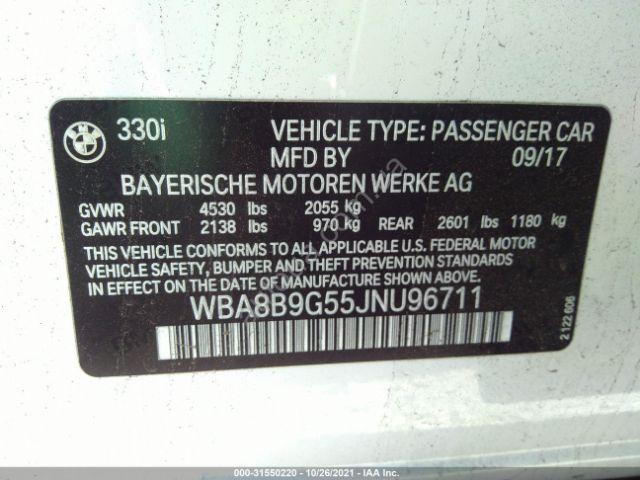 BMW
330i VEHICLE TYPE: PASSENGER CAR
MFD BY 09/17
BAYERISCHE MOTOREN WERKE AG
GVWR 4530 lbs 2055 kg
GAWR FRONT 2138 lbs 970 kg REAR 2601 lbs 1180 kg
THIS VEHICLE CONFORMS TO ALL APPLICABLE U.S. FEDERAL MOTOR
VEHICLE SAFETY, BUMPER AND THEFT PREVENTION STANDARDS
IN EFFECT ON THE DATE OF MANUFACTURE SHOWN ABOVE.
WBA8B9G55JNU96711
2 122 606
000-31550220 - 10/26/2021 - IAA Inc.